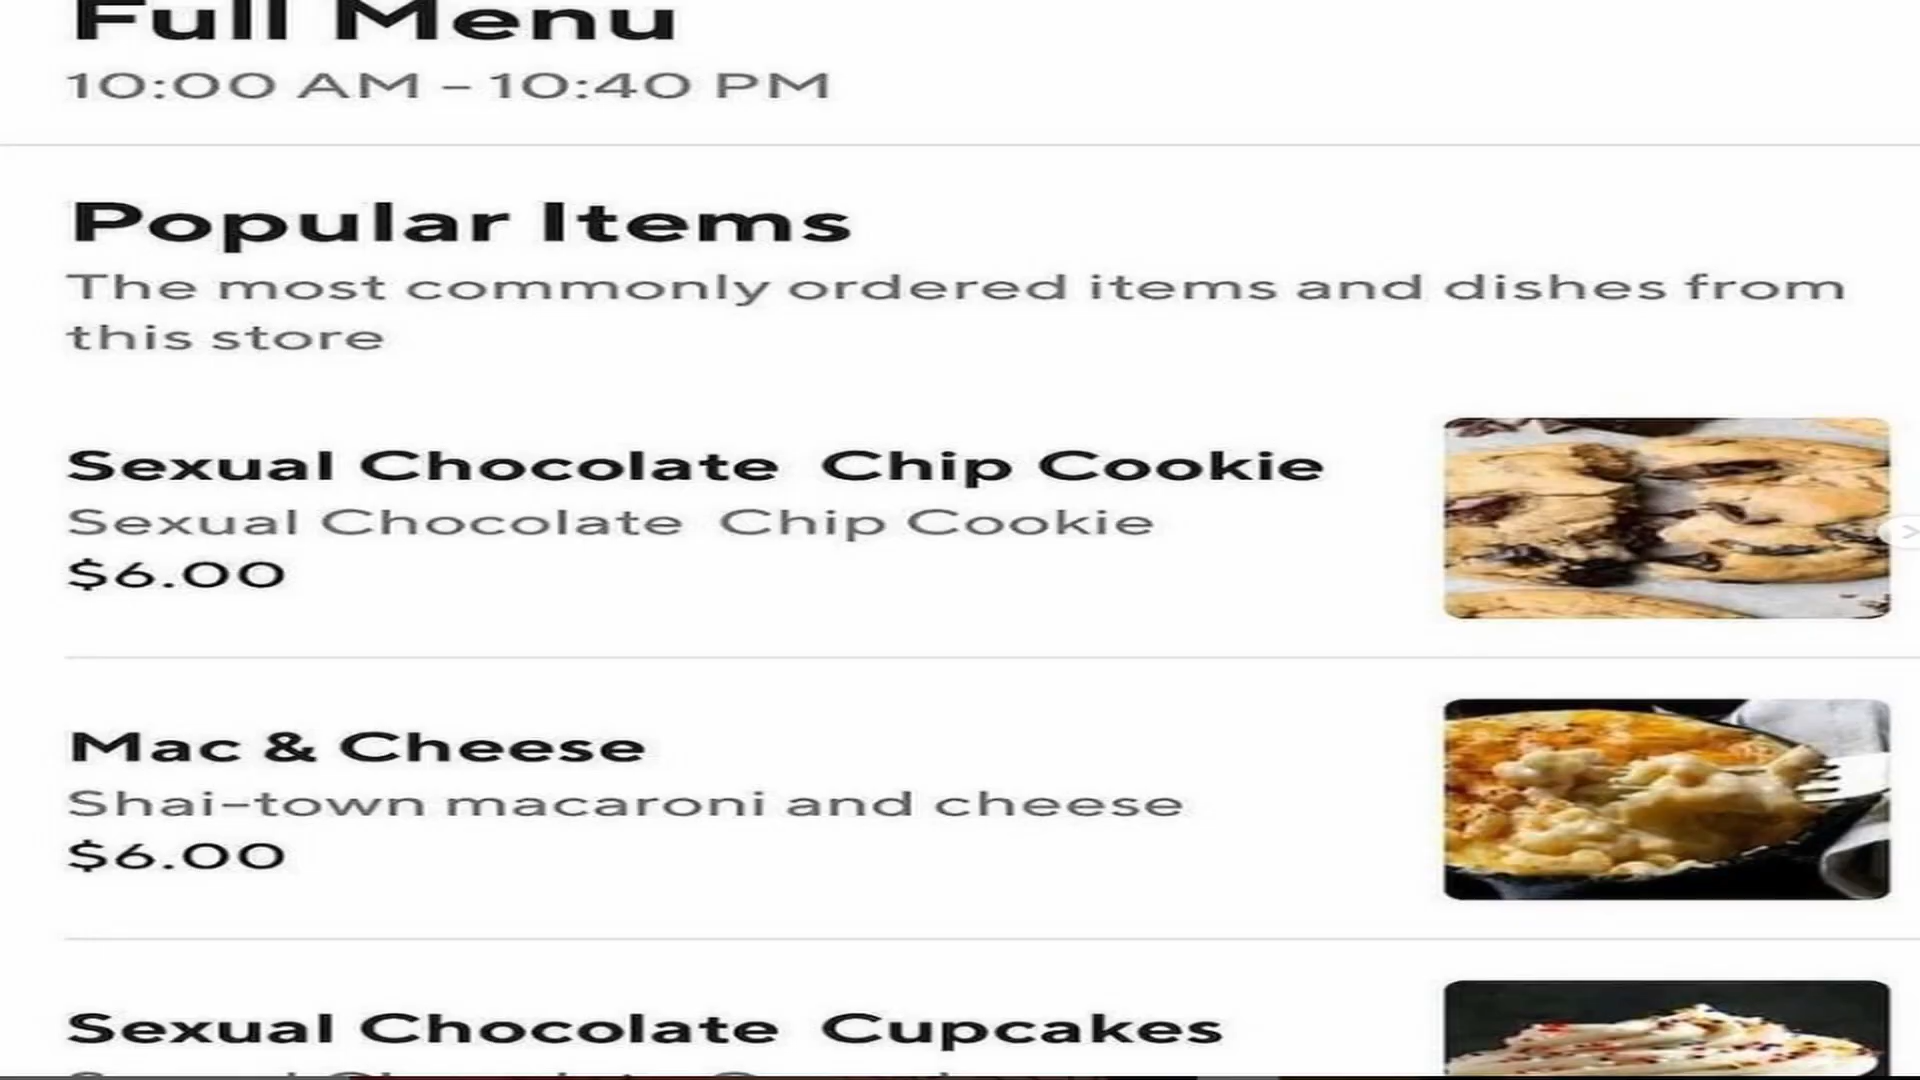 Full Menu
10:00 AM - 10:40 PM
Popular Items
The most commonly ordered items and dishes from
this store
Sexual Chocolate  Chip Cookie
Sexual Chocolate  Chip Cookie
$6.00
Mac & Cheese
Shai-town macaroni and cheese
$6.00
Sexual Chocolate  Cupcakes